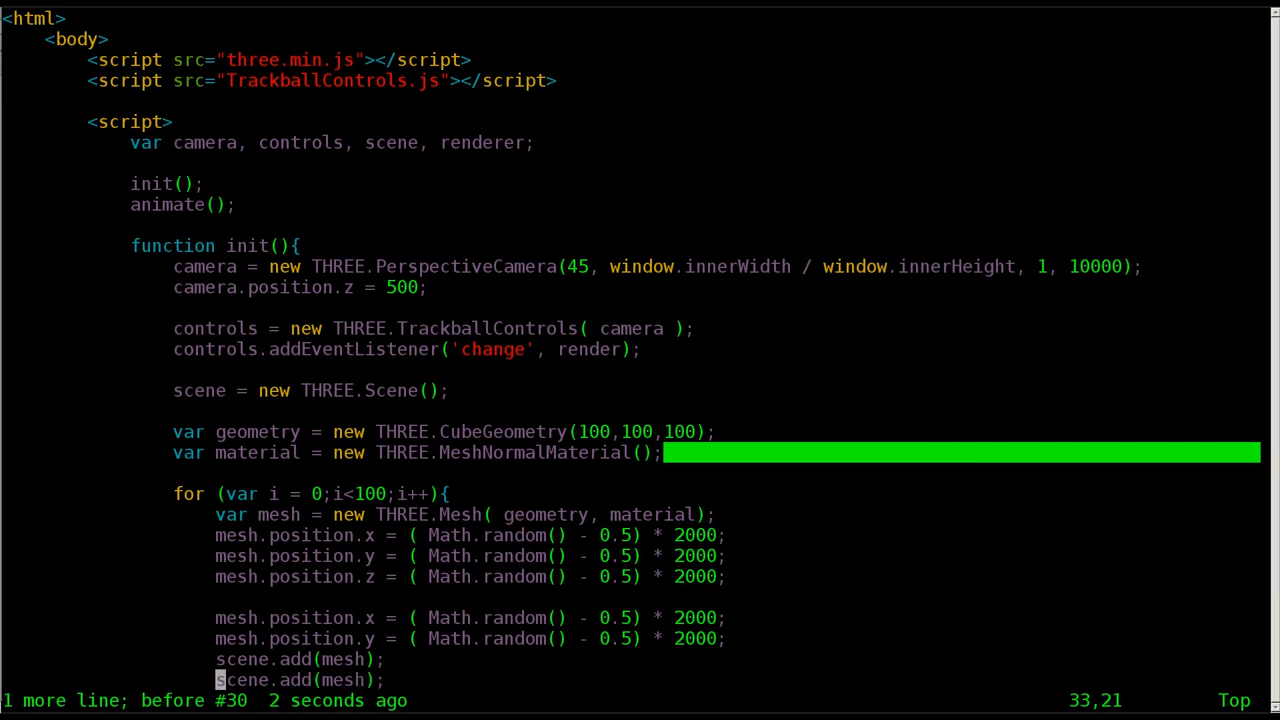 <html>
<body>
<script src="three.min.js"></script>
<script src="TrackballControls.js"></script>
<script>
var camera, controls, scene, renderer;
init();
animate();
function init(){
camera = new THREE.PerspectiveCamera(45, window.innerWidth / window.innerHeight, 1, 10000);
camera.position.z = 500;
controls = new THREE.TrackballControls( camera );
controls.addEventListener('change', render);
scene = new THREE.Scene();
var geometry = new THREE.CubeGeometry(100,100,100);
var material = new THREE.MeshNormalMaterial();
for (var i = 0;i<100;i++){
var mesh = new THREE.Mesh( geometry, material);
mesh.position.x = ( Math.random() - 0.5) * 2000;
mesh.position.y = ( Math.random() - 0.5) * 2000;
mesh.position.z = ( Math.random() - 0.5) * 2000;
mesh.position.x = ( Math.random() - 0.5) * 2000;
mesh.position.y = ( Math.random() - 0.5) * 2000;
scene.add(mesh);
scene.add(mesh);
1 more line; before #30  2 seconds ago 33,21 Top